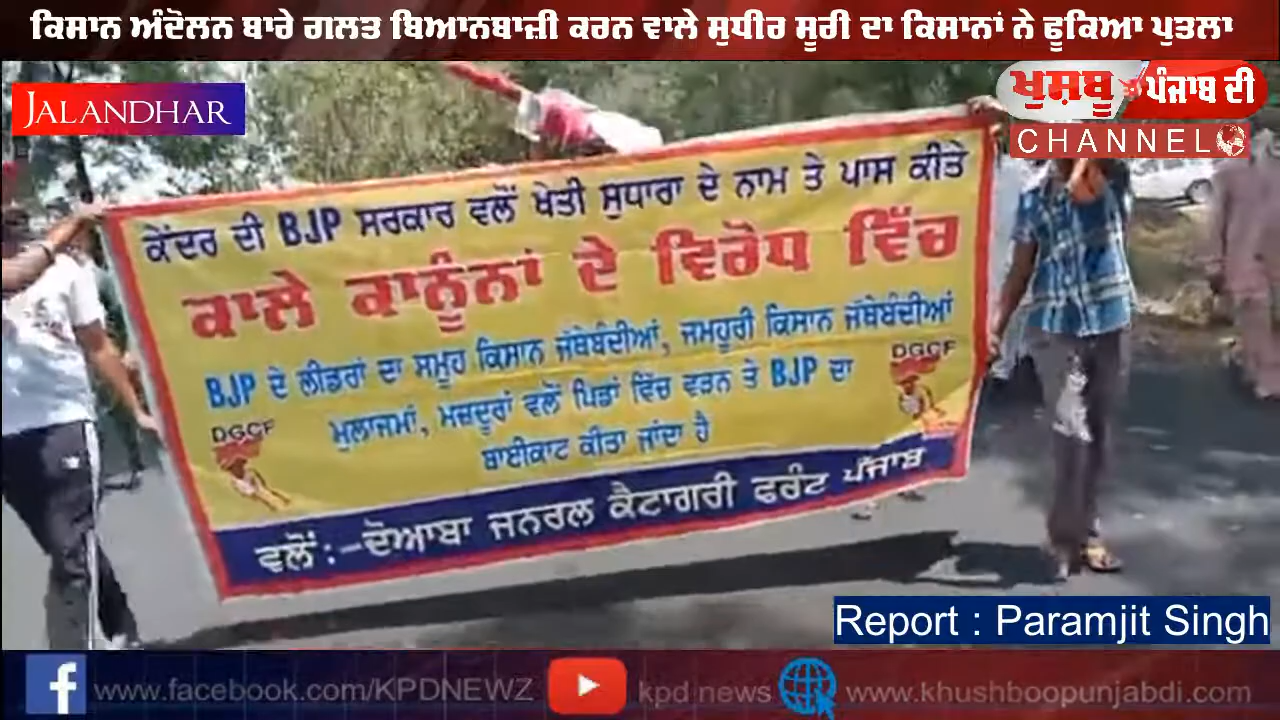 ਕਿਸਾਨ ਅੰਦੋਲਨ ਬਾਰੇ ਗਲਤ ਬਿਆਨਬਾਜ਼ੀ ਕਰਨ ਵਾਲੇ ਸੁਧੀਰ ਸੂਰੀ ਦਾ ਕਿਸਾਨਾਂ ਨੇ ਫੂਕਿਆ ਪੁਤਲਾ
JALANDHAR
ਖੁਸ਼ਬੂ ਪੰਜਾਬ ਦੀ
CHANNEL
ਕੇਂਦਰ ਦੀ BJP ਸਰਕਾਰ ਵਲੋਂ ਖੇਤੀ ਸੁਧਾਰਾ ਦੇ ਨਾਮ ਤੇ ਪਾਸ ਕੀਤੇ
ਕਾਲੇ ਕਾਨੂੰਨਾਂ ਦੇ ਵਿਰੋਧ ਵਿੱਚ
BJP ਦੇ ਲੀਡਰਾਂ ਦਾ ਸਮੂਹ ਕਿਸਾਨ ਜੱਥੇਬੰਦੀਆਂ, ਜਮਹੂਰੀ ਕਿਸਾਨ ਜੱਥੇਬੰਦੀਆਂ
ਮੁਲਾਜਮਾਂ, ਮਜ਼ਦੂਰਾਂ ਵਲੋਂ ਪਿੰਡਾਂ ਵਿੱਚ ਵੜਨ ਤੇ BJP ਦਾ
ਬਾਈਕਾਟ ਕੀਤਾ ਜਾਂਦਾ ਹੈ
DGCF
DGCF
ਵਲੋਂ:-ਦੋਆਬਾ ਜਨਰਲ ਕੈਟਾਗਰੀ ਫਰੰਟ ਪੰਜਾਬ
Report : Paramjit Singh
www.facebook.com/KPDNEWZ
kpd news
www.khushboopunjabdi.com